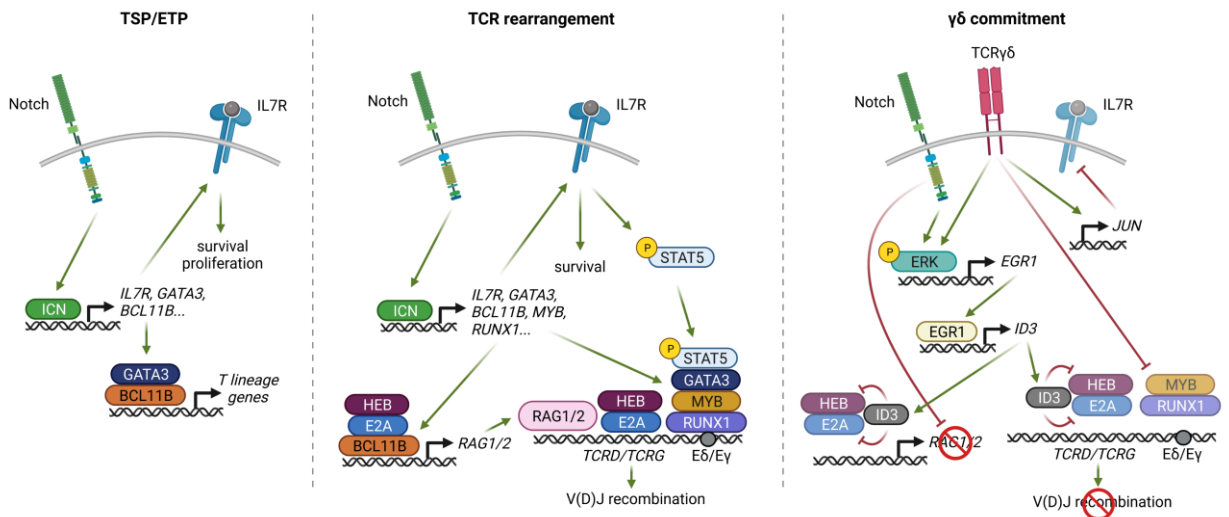 TSP/ETP
Notch
IL7R
survival
proliferation
ICN
IL7R, GATA3,
BCL11B...
GATA3
BCL11B
T lineage
genes
TCR rearrangement
Notch
IL7R
P
STAT5
survival
ICN
IL7R, GATA3,
BCL11B, MYB,
RUNX1...
P
STAT5
GATA3
MYB
RUNX1
HEB
E2A
BCL11B
RAG1/2
RAG1/2
HEB
E2A
TCRD/TCRG
Eδ/Eγ
V(D)J recombination
γδ commitment
TCRγδ
Notch
IL7R
JUN
P
ERK
EGR1
EGR1
ID3
HEB
E2A
ID3
RAG1/2
ID3
HEB
E2A
MYB
RUNX1
TCRD/TCRG
Eδ/Eγ
V(D)J recombination